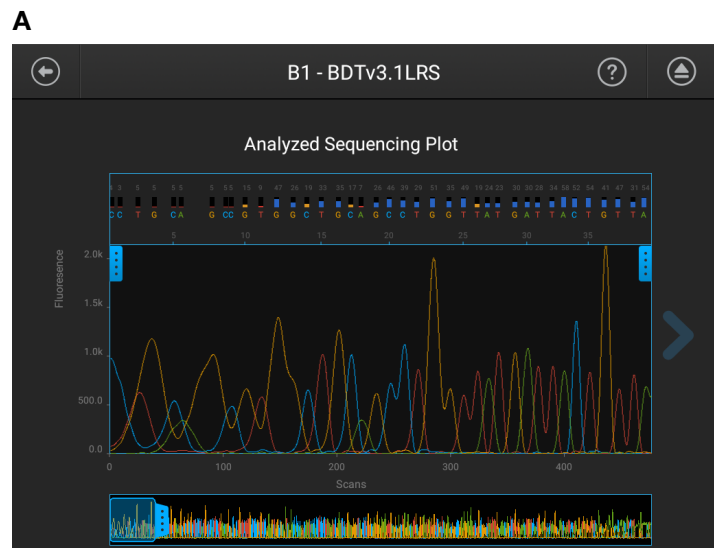 A
B1 - BDTv3.1LRS
?
Analyzed Sequencing Plot
3 3 5 5 5 3 5 5 5 15 9 47 26 19 33 35 17 7 26 46 39 29 51 35 49 19 24 23 30 30 28 34 58 52 54 41 47 31 54
C C T G C A G C C G T G G C T G C A G C C T G G T T A T G A T T A C T G T T A
5 10 15 20 25 30 35
Fluoresence
2.0k
1.5k
1.0k
500.0
0.0
0 100 200 300 400
Scans